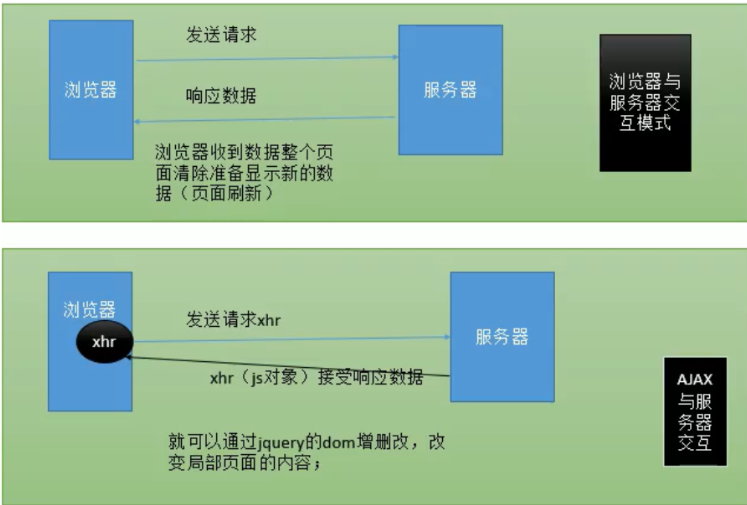 发送请求
浏览器
服务器
响应数据
浏览器与
服务器交
互模式
浏览器收到数据整个页
面清除准备显示新的数
据（页面刷新）
浏览器
发送请求xhr
xhr
服务器
xhr（js对象）接受响应数据
AJAX
与服
务器
交互
就可以通过jquery的dom增删改，改
变局部页面的内容；